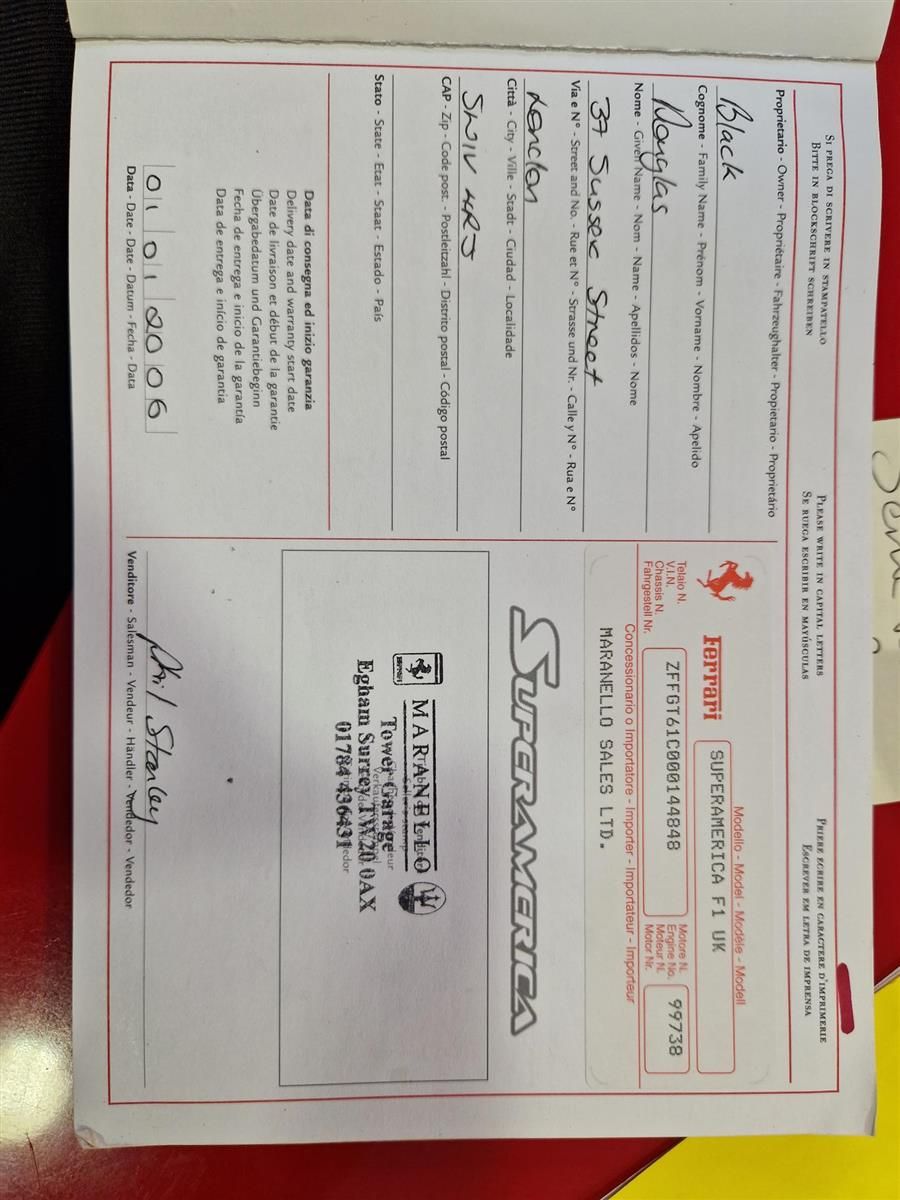 SI PREGA DI SCRIVERE IN STAMPATELLO
BITTE IN BLOCKSCHRIFT SCHREIBEN
PLEASE WRITE IN CAPITAL LETTERS
SE RUEGA ESCRIBIR EN MAYÚSCULAS
PRIERE ECRIRE EN CARACTERE D'IMPRIMERIE
ESCREVER EM LETRA DE IMPRENSA
Proprietario - Owner - Propriétaire - Fahrzeughalter - Propietario - Proprietário
Black
Cognome - Family Name - Prénom - Vorname - Nombre - Apelido
Douglas
Nome - Given Name - Nom - Name - Apellidos - Nome
37 Sussex Street
Via e N° - Street and No. - Rue et N° - Strasse und Nr. - Calle y N° - Rua e N°
London
Città - City - Ville - Stadt - Ciudad - Localidade
SW1V 4RJ
CAP - Zip - Code post. - Postleitzahl - Distrito postal - Código postal
Stato - State - Etat - Staat - Estado - País
Data di consegna ed inizio garanzia
Delivery date and warranty start date
Date de livraison et début de la garantie
Übergabedatum und Garantiebeginn
Fecha de entrega e inicio de la garantía
Data de entrega e início de garantia
01012006
Data - Date - Date - Datum - Fecha - Data
Ferrari
Modello - Model - Modèle - Modell
SUPERAMERICA F1 UK
Telaio N.
V.I.N.
Chassis N.
Fahrgestell Nr.
ZFFGT61C000144848
Motore N.
Engine No.
Moteur N.
Motor Nr.
99738
Concessionario o Importatore - Importer - Importateur - Importeur
MARANELLO SALES LTD.
SUPERAMERICA
MARANELLO
Tower Garage
Egham Surrey TW20 0AX
01784 436431
Phil Stanley
Venditore - Salesman - Vendeur - Händler - Vendedor - Vendedor